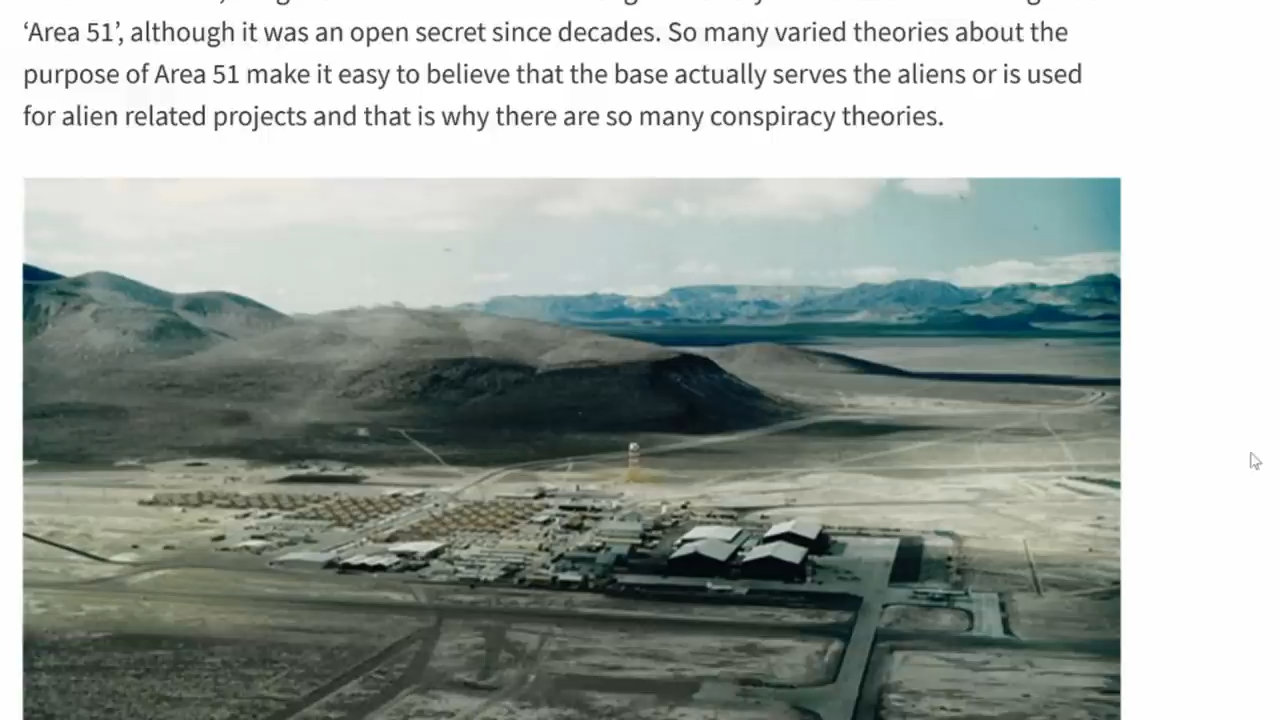 ‘Area 51’, although it was an open secret since decades. So many varied theories about the
purpose of Area 51 make it easy to believe that the base actually serves the aliens or is used
for alien related projects and that is why there are so many conspiracy theories.